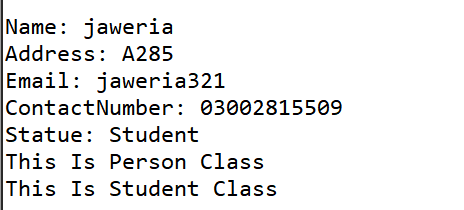 Name: jaweria
Address: A285
Email: jaweria321
ContactNumber: 03002815509
Statue: Student
This Is Person Class
This Is Student Class